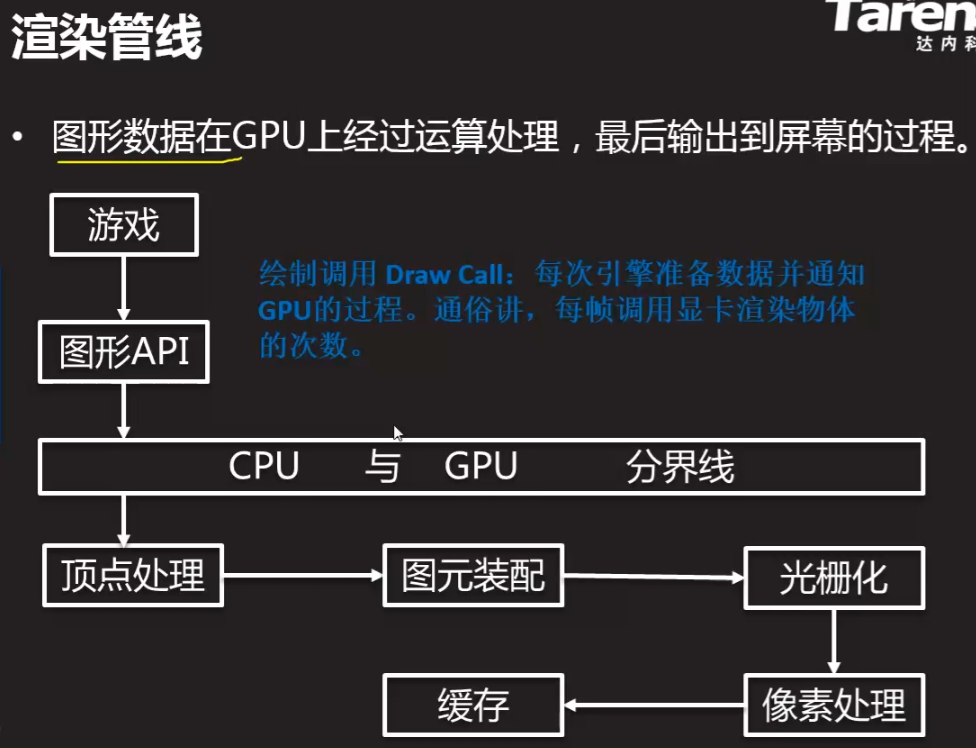 渲染管线
Taren
达内科
• 图形数据在GPU上经过运算处理，最后输出到屏幕的过程。
游戏
绘制调用 Draw Call：每次引擎准备数据并通知
GPU的过程。通俗讲，每帧调用显卡渲染物体
的次数。
图形API
CPU 与 GPU 分界线
顶点处理
图元装配
光栅化
缓存
像素处理